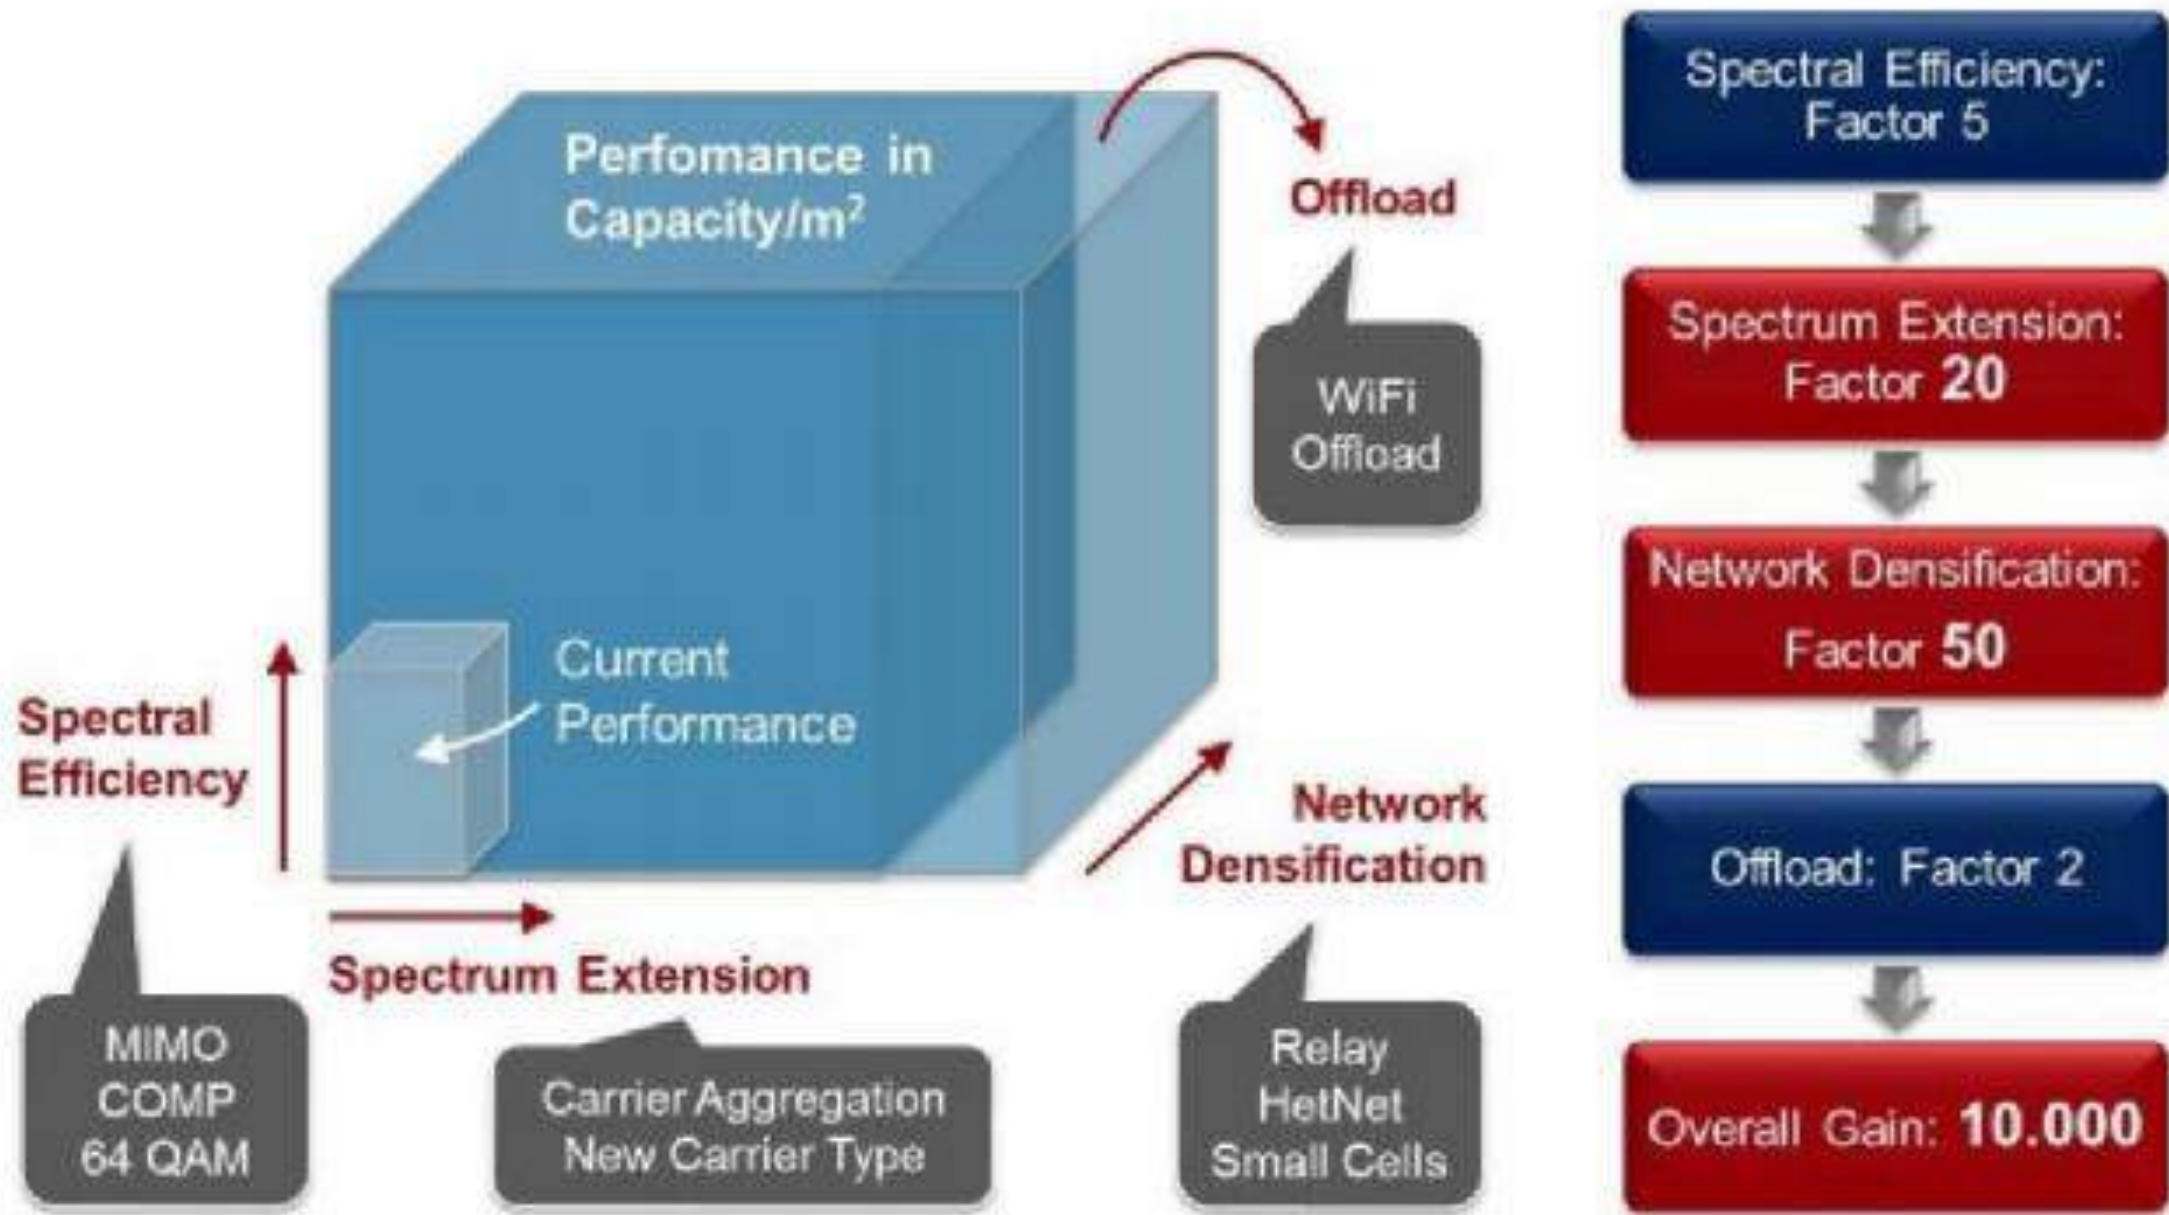 Perfomance in
Capacity/m²
Offload
WiFi
Offload
Current
Performance
Spectral
Efficiency
Network
Densification
Spectrum Extension
MIMO
COMP
64 QAM
Carrier Aggregation
New Carrier Type
Relay
HetNet
Small Cells
Spectral Efficiency:
Factor 5
Spectrum Extension:
Factor 20
Network Densification:
Factor 50
Offload: Factor 2
Overall Gain: 10.000